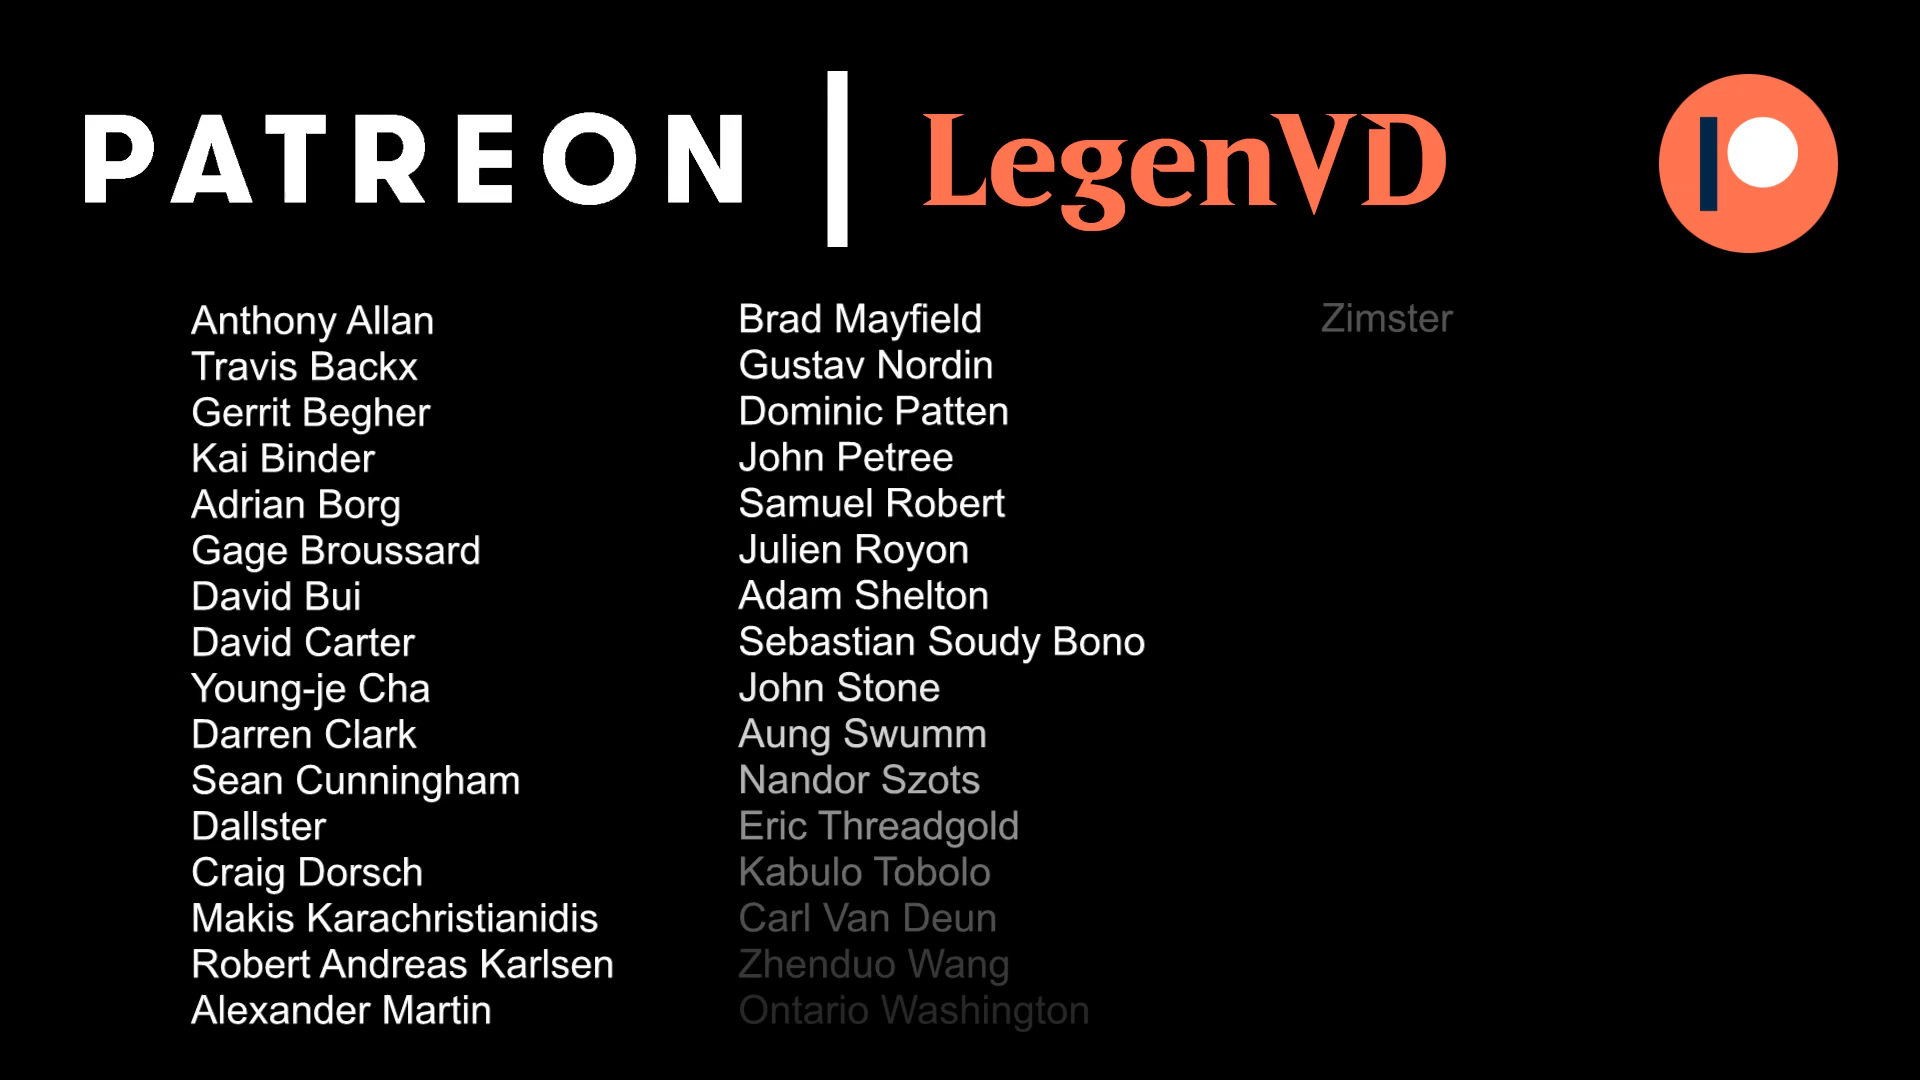 PATREON | LegenVD
Anthony Allan
Travis Backx
Gerrit Begher
Kai Binder
Adrian Borg
Gage Broussard
David Bui
David Carter
Young-je Cha
Darren Clark
Sean Cunningham
Dallster
Craig Dorsch
Makis Karachristianidis
Robert Andreas Karlsen
Alexander Martin
Brad Mayfield
Gustav Nordin
Dominic Patten
John Petree
Samuel Robert
Julien Royon
Adam Shelton
Sebastian Soudy Bono
John Stone
Aung Swumm
Nandor Szots
Eric Threadgold
Kabulo Tobolo
Carl Van Deun
Zhenduo Wang
Ontario Washington
Zimster